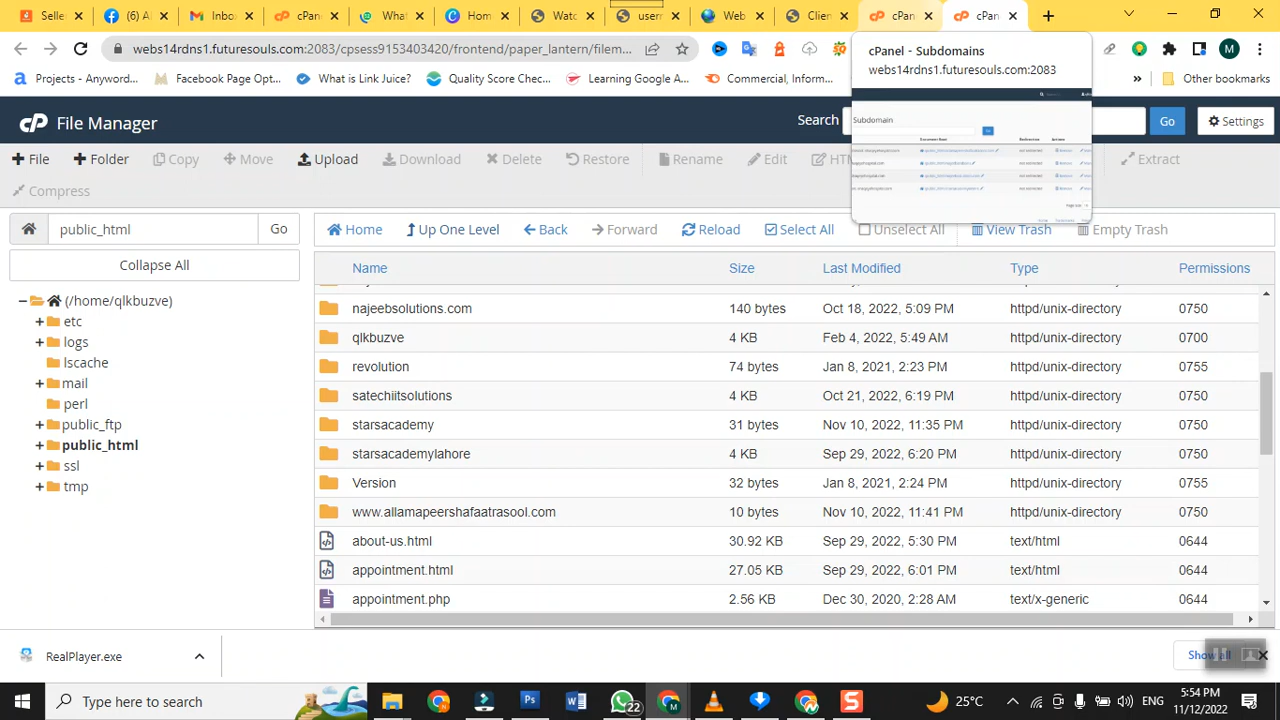 Selle
(6) A
Inbo
cPan
What
Hom
Watc
usern
Web
Clien
cPan
cPan
webs14rdns1.futuresouls.com:2083/cpsess9153403420/frontend/paper_lantern/filem...
M
Projects - Anyword...
Facebook Page Opt...
What is Link Juice?
Quality Score Chec...
Learning Google A...
Commercial, Inform...
»
Other bookmarks
cPanel - Subdomains
webs14rdns1.futuresouls.com:2083
Subdomain
File Manager
Search
Go
Settings
+ File
+ Folder
Copy
Upl
Download
Delete
Restore
Rename
Edit
HTM
Extract
Compress
public_html
Go
Home
Up One Level
Back
Forward
Reload
Select All
Unselect All
View Trash
Empty Trash
Collapse All
Name
Size
Last Modified
Type
Permissions
(/home/qlkbuzve)
etc
logs
lscache
mail
perl
public_ftp
public_html
ssl
tmp
najeebsolutions.com 140 bytes Oct 18, 2022, 5:09 PM httpd/unix-directory 0750
qlkbuzve 4 KB Feb 4, 2022, 5:49 AM httpd/unix-directory 0700
revolution 74 bytes Jan 8, 2021, 2:23 PM httpd/unix-directory 0755
satechiitsolutions 4 KB Oct 21, 2022, 6:19 PM httpd/unix-directory 0750
starsacademy 31 bytes Nov 10, 2022, 11:35 PM httpd/unix-directory 0750
starsacademylahore 4 KB Sep 29, 2022, 6:20 PM httpd/unix-directory 0750
Version 32 bytes Jan 8, 2021, 2:24 PM httpd/unix-directory 0755
www.allamapeershafaatrasool.com 10 bytes Nov 10, 2022, 11:41 PM httpd/unix-directory 0750
about-us.html 30.92 KB Sep 29, 2022, 5:30 PM text/html 0644
appointment.html 27.05 KB Sep 29, 2022, 6:01 PM text/html 0644
appointment.php 2.56 KB Dec 30, 2020, 2:28 AM text/x-generic 0644
RealPlayer.exe
Show all
Type here to search
Ps
W
22
M
S
25°C
ENG
5:54 PM
11/12/2022